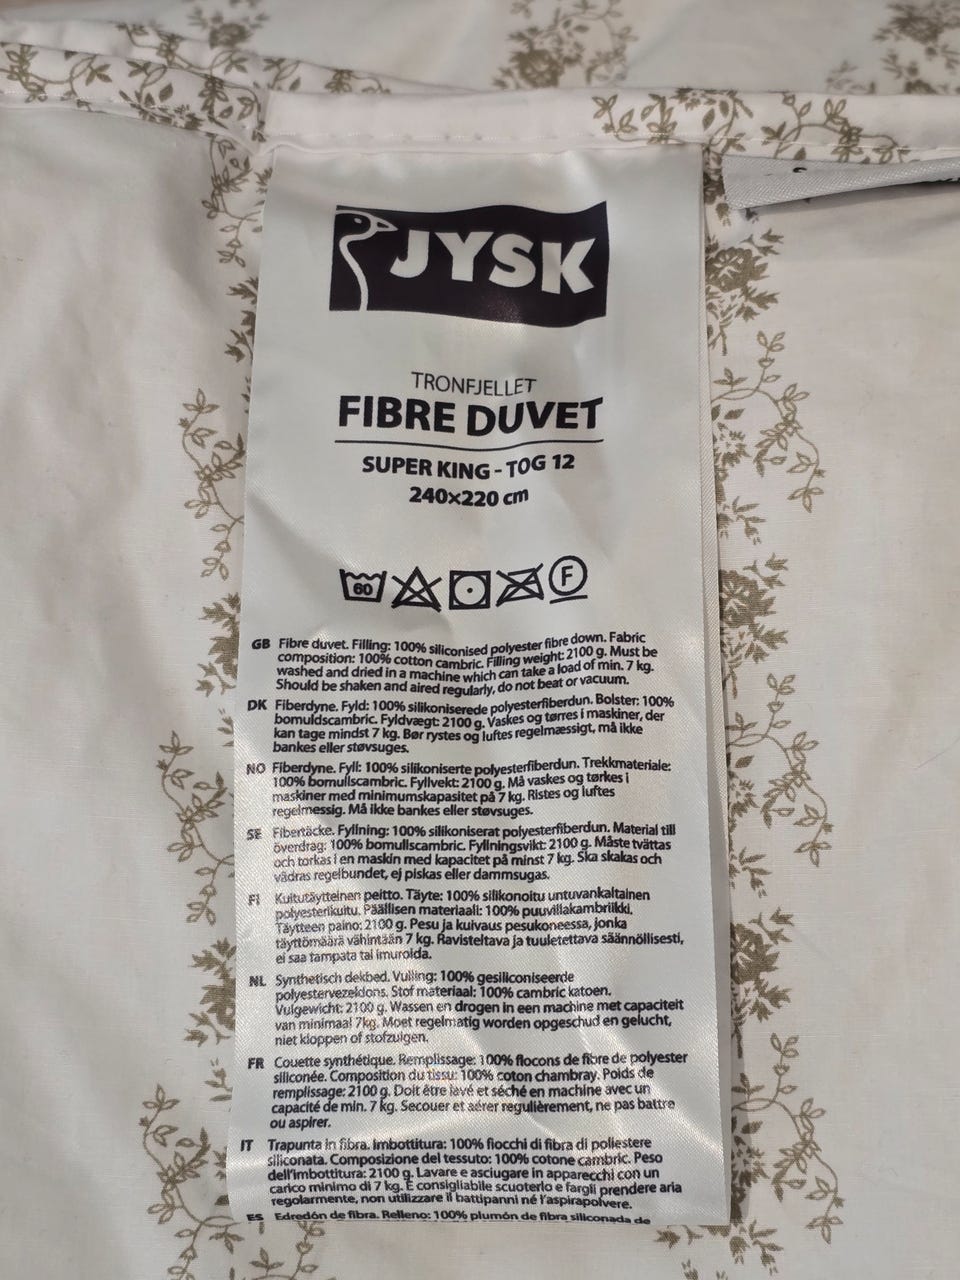 JYSK
TRONFJELLET
FIBRE DUVET
SUPER KING - TOG 12
240×220 cm
60 F
GB Fibre duvet. Filling: 100% siliconised polyester fibre down. Fabric
composition: 100% cotton cambric. Filling weight: 2100 g. Must be
washed and dried in a machine which can take a load of min. 7 kg.
Should be shaken and aired regularly, do not beat or vacuum.
DK Fiberdyne. Fyld: 100% silikoniserede polyesterfiberdun. Bolster: 100%
bomuldscambric. Fyldvægt: 2100 g. Vaskes og tørres i maskiner, der
kan tage mindst 7 kg. Bør rystes og luftes regelmæssigt, må ikke
bankes eller støvsuges.
NO Fiberdyne. Fyll: 100% silikoniserte polyesterfiberdun. Trekkmateriale:
100% bomullscambric. Fyllvekt: 2100 g. Må vaskes og tørkes i
maskiner med minimumskapasitet på 7 kg. Ristes og luftes
regelmessig. Må ikke bankes eller støvsuges.
SE Fibertäcke. Fyllning: 100% silikoniserat polyesterfiberdun. Material till
överdrag: 100% bomullscambric. Fyllningsvikt: 2100 g. Måste tvättas
och torkas i en maskin med kapacitet på minst 7 kg. Ska skakas och
vädras regelbundet, ej piskas eller dammsugas.
FI Kuitutäytteinen peitto. Täyte: 100% silikonoitu untuvankaltainen
polyesterikuitu. Päällisen materiaali: 100% puuvillakambriikki.
Täytteen paino: 2100 g. Pesu ja kuivaus pesukoneessa, jonka
täyttömäärä vähintään 7 kg. Ravisteltava ja tuuletettava säännöllisesti,
ei saa tampata tai imuroida.
NL Synthetisch dekbed. Vulling: 100% gesiliconiseerde
polyestervezeldons. Stof materiaal: 100% cambric katoen.
Vulgewicht: 2100 g. Wassen en drogen in een machine met capaciteit
van minimaal 7kg. Moet regelmatig worden opgeschud en gelucht,
niet kloppen of stofzuigen.
FR Couette synthétique. Remplissage: 100% flocons de fibre de polyester
siliconée. Composition du tissu: 100% coton chambray. Poids de
remplissage: 2100 g. Doit être lavé et séché en machine avec un
capacité de min. 7 kg. Secouer et aérer regulièrement, ne pas battre
ou aspirer.
IT Trapunta in fibra. Imbottitura: 100% fiocchi di fibra di poliestere
siliconata. Composizione del tessuto: 100% cotone cambric. Peso
dell'imbottitura: 2100 g. Lavare e asciugare in apparecchi con un
carico minimo di 7 kg. È consigliabile scuoterlo e fargli prendere aria
regolarmente, non utilizzare il battipanni né l'aspirapolvere.
ES Edredón de fibra. Relleno: 100% plumón de fibra siliconada de